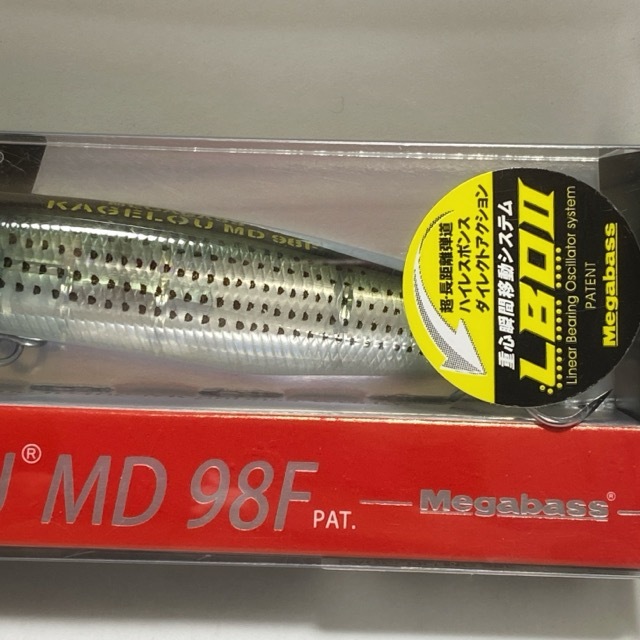 KAGELOU MD 98F
超・長距離弾道
ハイレスポンス
ダイレクトアクション
重心瞬間移動システム
LBOII
Linear Bearing Oscillator system
PATENT
Megabass
U® MD 98F PAT.
Megabass®